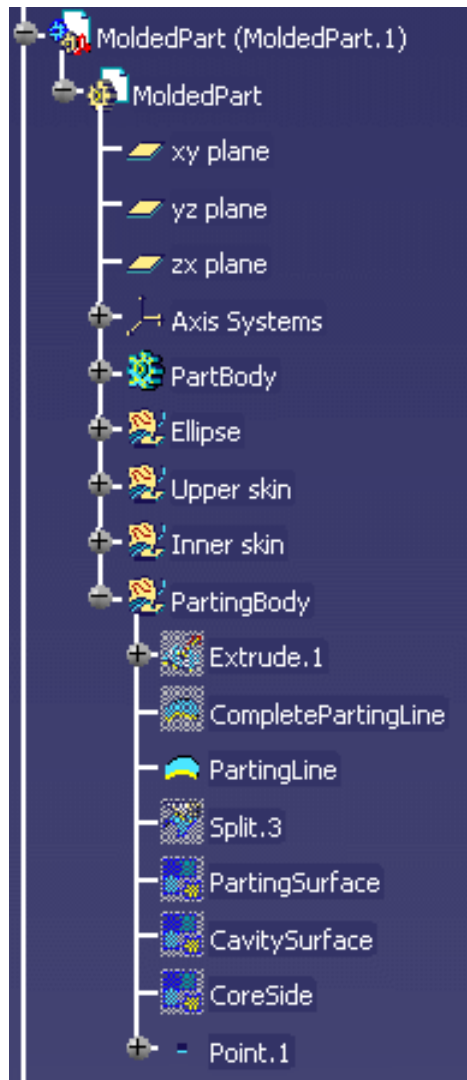 MoldedPart (MoldedPart.1)
MoldedPart
xy plane
yz plane
zx plane
Axis Systems
PartBody
Ellipse
Upper skin
Inner skin
PartingBody
Extrude.1
CompletePartingLine
PartingLine
Split.3
PartingSurface
CavitySurface
CoreSide
Point.1